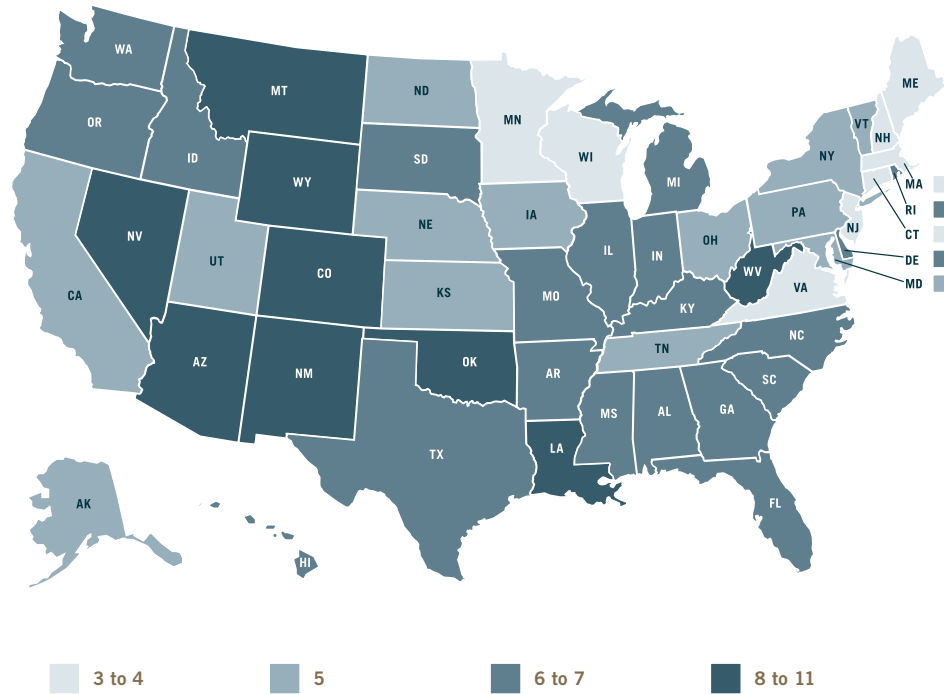 WA
MT
ND
MN
ME
VT
NH
OR
ID
SD
WI
NY
WY
MI
MA
RI
NV
NE
IA
PA
NJ
CT
UT
CO
IL
IN
OH
WV
DE
MD
CA
KS
MO
KY
VA
AZ
NM
OK
AR
TN
NC
SC
MS
AL
GA
TX
LA
FL
AK
HI
3 to 4
5
6 to 7
8 to 11